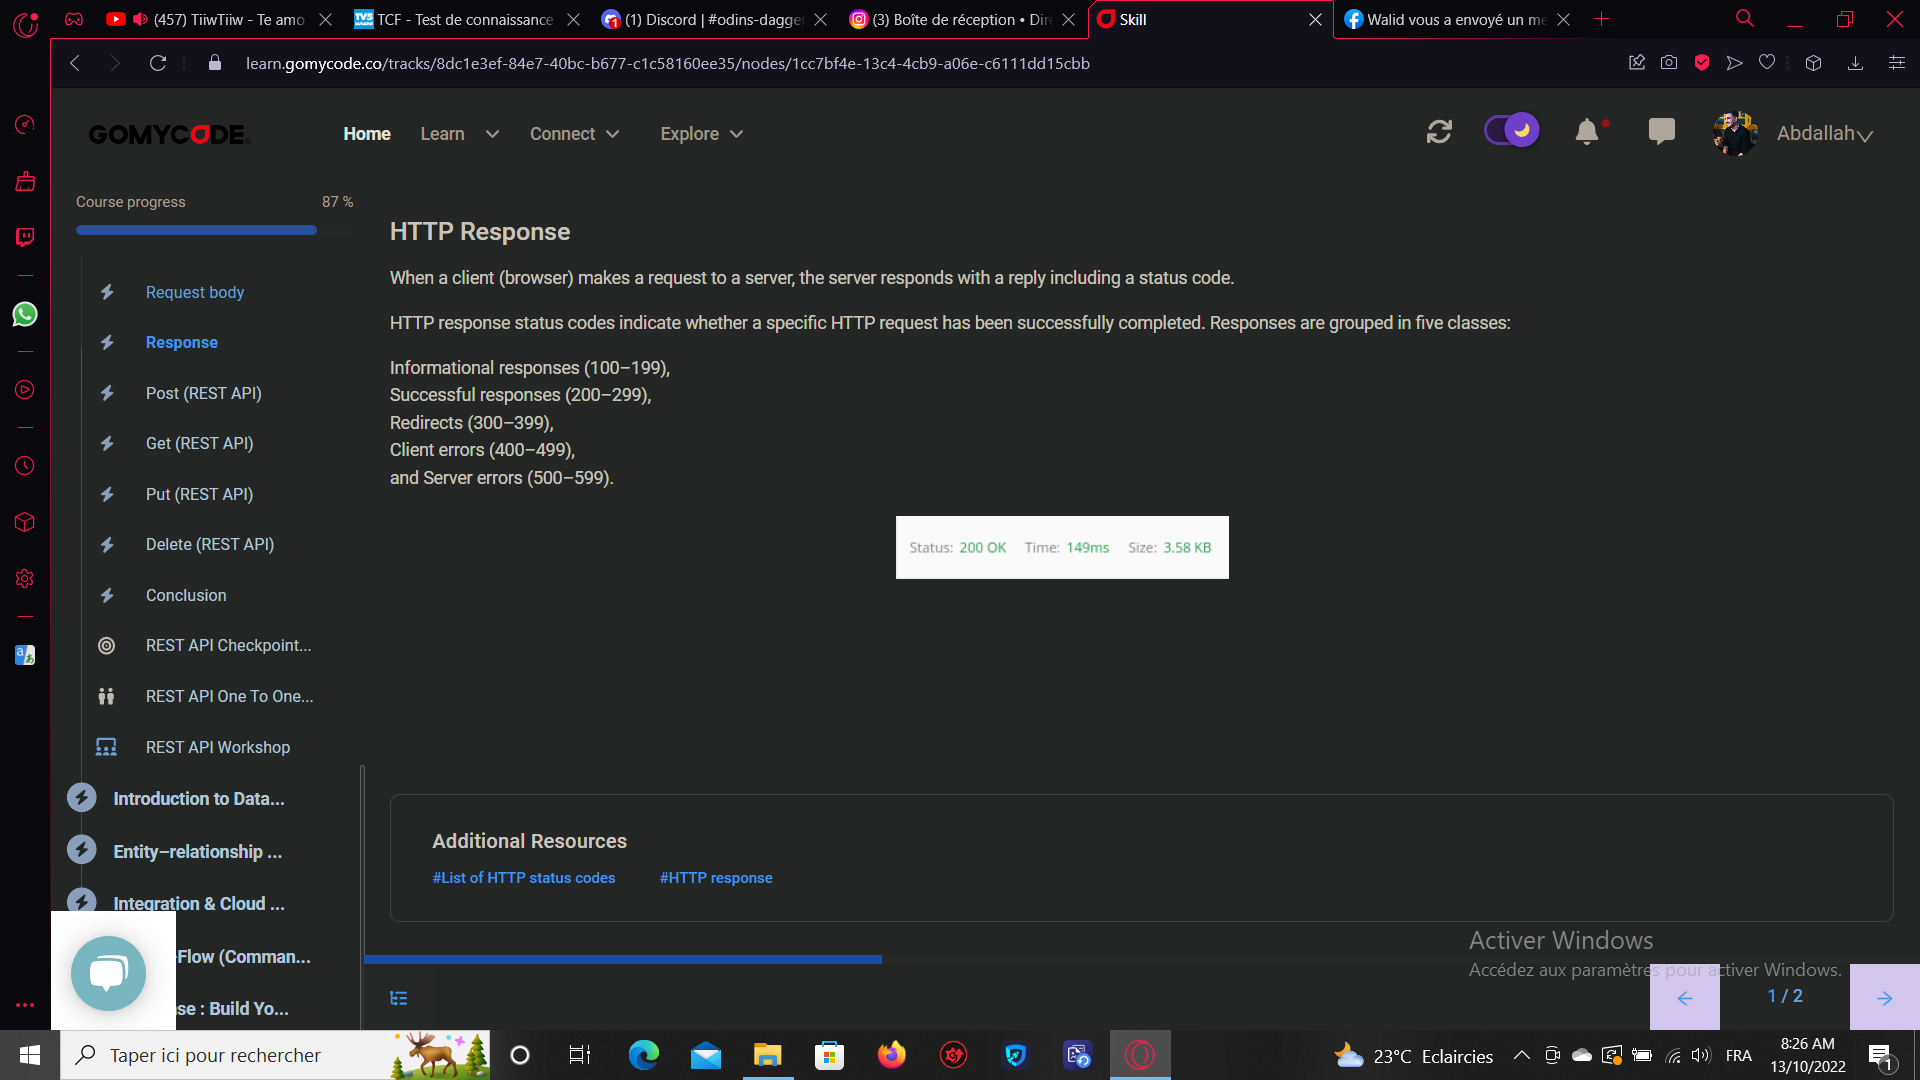 (457) TiiwTiiw - Te amo
TCF - Test de connaissance
(1) Discord | #odins-dagger
(3) Boîte de réception • Dire
Skill
Walid vous a envoyé un me
learn.gomycode.co/tracks/8dc1e3ef-84e7-40bc-b677-c1c58160ee35/nodes/1cc7bf4e-13c4-4cb9-a06e-c6111dd15cbb
GOMYCODE
Home
Learn
Connect
Explore
Abdallah
Course progress
87 %
Request body
Response
Post (REST API)
Get (REST API)
Put (REST API)
Delete (REST API)
Conclusion
REST API Checkpoint...
REST API One To One...
REST API Workshop
Introduction to Data...
Entity–relationship ...
Integration & Cloud ...
-Flow (Comman...
se : Build Yo...
HTTP Response
When a client (browser) makes a request to a server, the server responds with a reply including a status code.
HTTP response status codes indicate whether a specific HTTP request has been successfully completed. Responses are grouped in five classes:
Informational responses (100–199),
Successful responses (200–299),
Redirects (300–399),
Client errors (400–499),
and Server errors (500–599).
Status: 200 OK Time: 149ms Size: 3.58 KB
Additional Resources
#List of HTTP status codes
#HTTP response
Activer Windows
Accédez aux paramètres pour activer Windows.
1 / 2
Taper ici pour rechercher
23°C Eclaircies
FRA
8:26 AM
13/10/2022
1